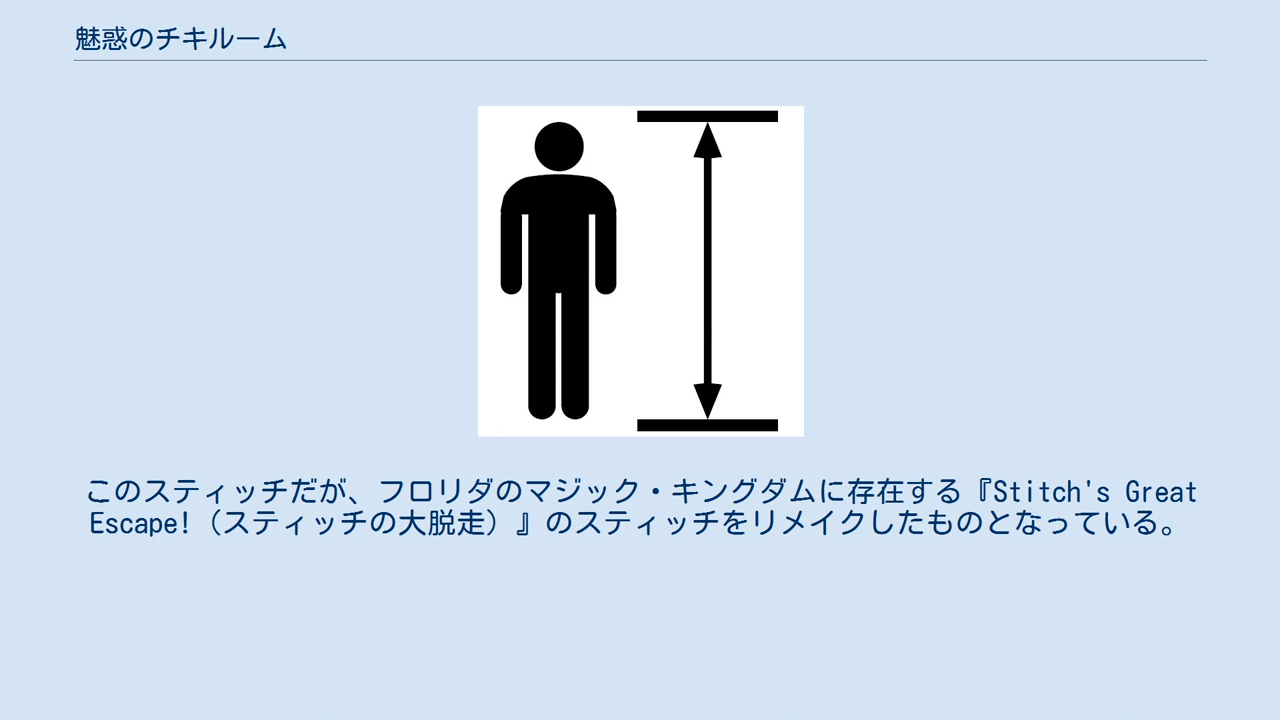 魅惑のチキルーム
このスティッチだが、フロリダのマジック・キングダムに存在する『Stitch's Great
Escape!（スティッチの大脱走）』のスティッチをリメイクしたものとなっている。